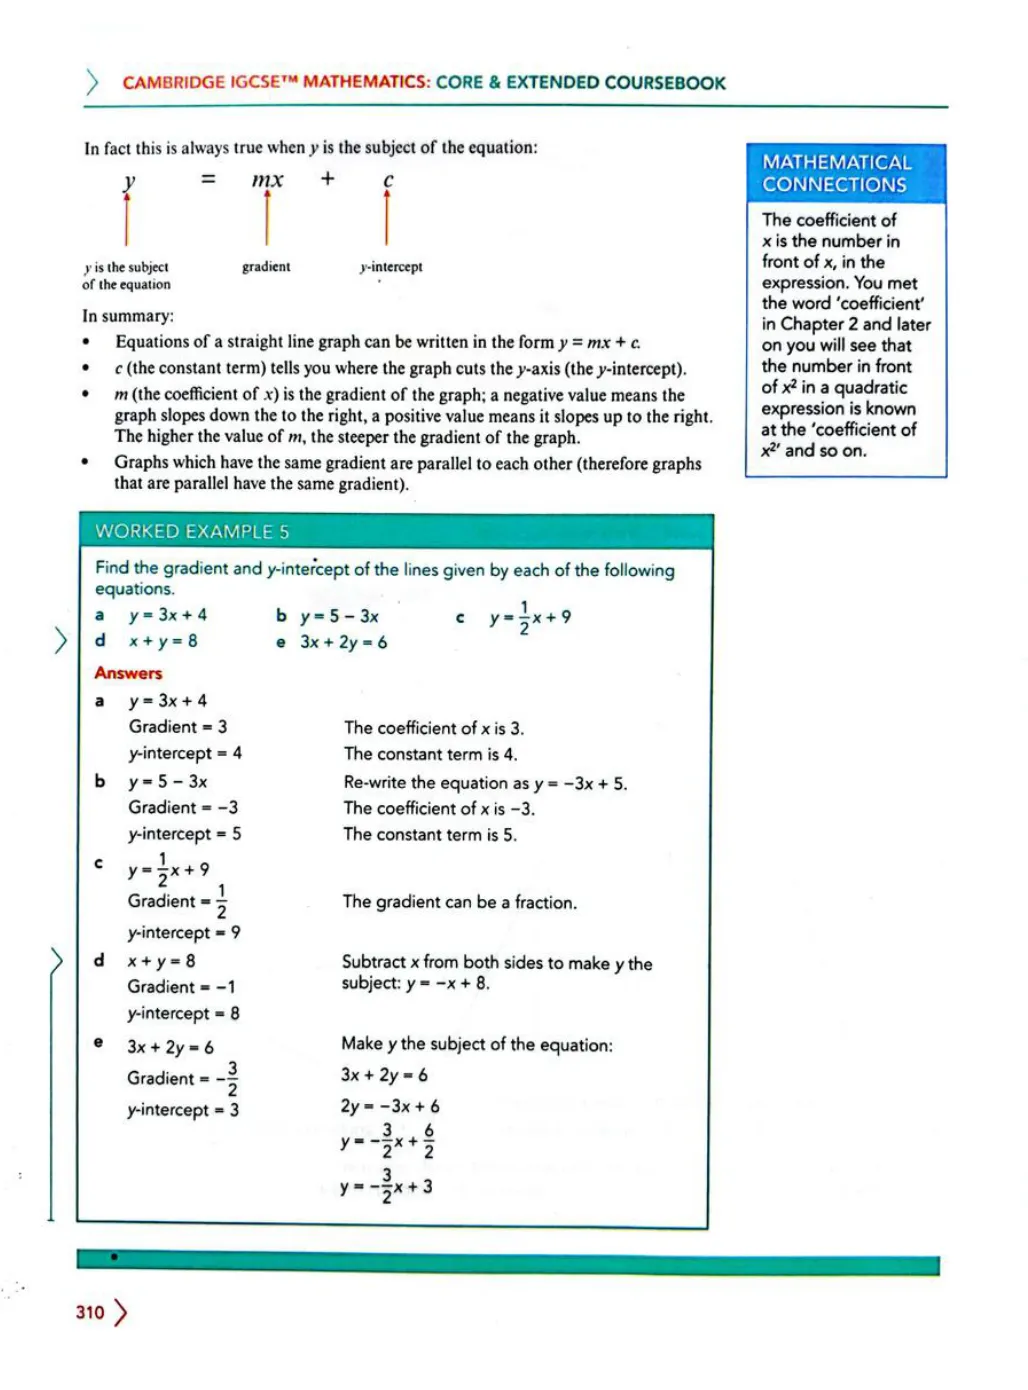 CAMBRIDGE IGCSE™ MATHEMATICS: CORE & EXTENDED COURSEBOOK
In fact this is always true when y is the subject of the equation:
y = mx + c
y is the subject gradient y-intercept
of the equation
In summary:
• Equations of a straight line graph can be written in the form y = mx + c.
• c (the constant term) tells you where the graph cuts the y-axis (the y-intercept).
• m (the coefficient of x) is the gradient of the graph; a negative value means the
graph slopes down the to the right, a positive value means it slopes up to the right.
The higher the value of m, the steeper the gradient of the graph.
• Graphs which have the same gradient are parallel to each other (therefore graphs
that are parallel have the same gradient).
MATHEMATICAL
CONNECTIONS
The coefficient of
x is the number in
front of x, in the
expression. You met
the word 'coefficient'
in Chapter 2 and later
on you will see that
the number in front
of x² in a quadratic
expression is known
at the 'coefficient of
x²' and so on.
WORKED EXAMPLE 5
Find the gradient and y-intercept of the lines given by each of the following
equations.
a y = 3x + 4 b y = 5 – 3x c y = 1/2 x + 9
d x + y = 8 e 3x + 2y = 6
Answers
a y = 3x + 4
Gradient = 3 The coefficient of x is 3.
y-intercept = 4 The constant term is 4.
b y = 5 – 3x Re-write the equation as y = –3x + 5.
Gradient = –3 The coefficient of x is –3.
y-intercept = 5 The constant term is 5.
c y = 1/2 x + 9
Gradient = 1/2 The gradient can be a fraction.
y-intercept = 9
d x + y = 8 Subtract x from both sides to make y the
Gradient = –1 subject: y = –x + 8.
y-intercept = 8
e 3x + 2y = 6 Make y the subject of the equation:
Gradient = –3/2 3x + 2y = 6
y-intercept = 3 2y = –3x + 6
y = –3/2 x + 6/2
y = –3/2 x + 3
310